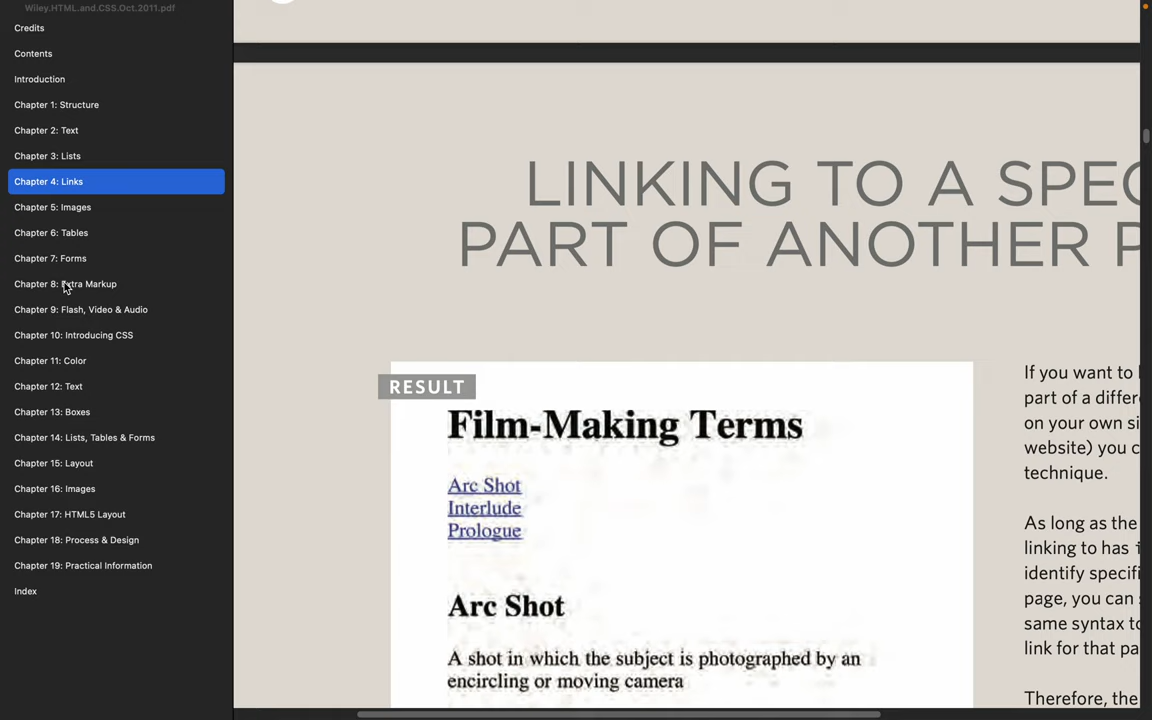 Wiley.HTML.and.CSS.Oct.2011.pdf
Credits
Contents
Introduction
Chapter 1: Structure
Chapter 2: Text
Chapter 3: Lists
Chapter 4: Links
Chapter 5: Images
Chapter 6: Tables
Chapter 7: Forms
Chapter 8: Extra Markup
Chapter 9: Flash, Video & Audio
Chapter 10: Introducing CSS
Chapter 11: Color
Chapter 12: Text
Chapter 13: Boxes
Chapter 14: Lists, Tables & Forms
Chapter 15: Layout
Chapter 16: Images
Chapter 17: HTML5 Layout
Chapter 18: Process & Design
Chapter 19: Practical Information
Index
LINKING TO A SPEC
PART OF ANOTHER P
RESULT
Film-Making Terms
Arc Shot
Interlude
Prologue
Arc Shot
A shot in which the subject is photographed by an
encircling or moving camera
If you want to
part of a differ
on your own si
website) you c
technique.
As long as the
linking to has
identify specifi
page, you can
same syntax to
link for that pa
Therefore, the